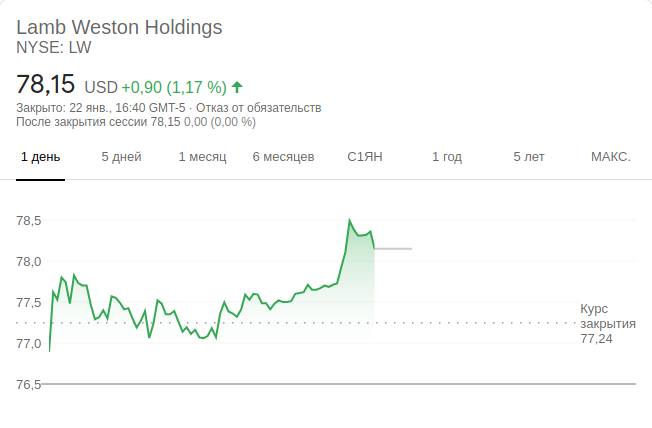 Lamb Weston Holdings
NYSE: LW
78,15 USD +0,90 (1,17 %)
Закрыто: 22 янв., 16:40 GMT-5 · Отказ от обязательств
После закрытия сессии 78,15 0,00 (0,00 %)
1 день 5 дней 1 месяц 6 месяцев С1ЯН 1 год 5 лет МАКС.
78,5
78,0
77,5
77,0
76,5
Курс
закрытия
77,24